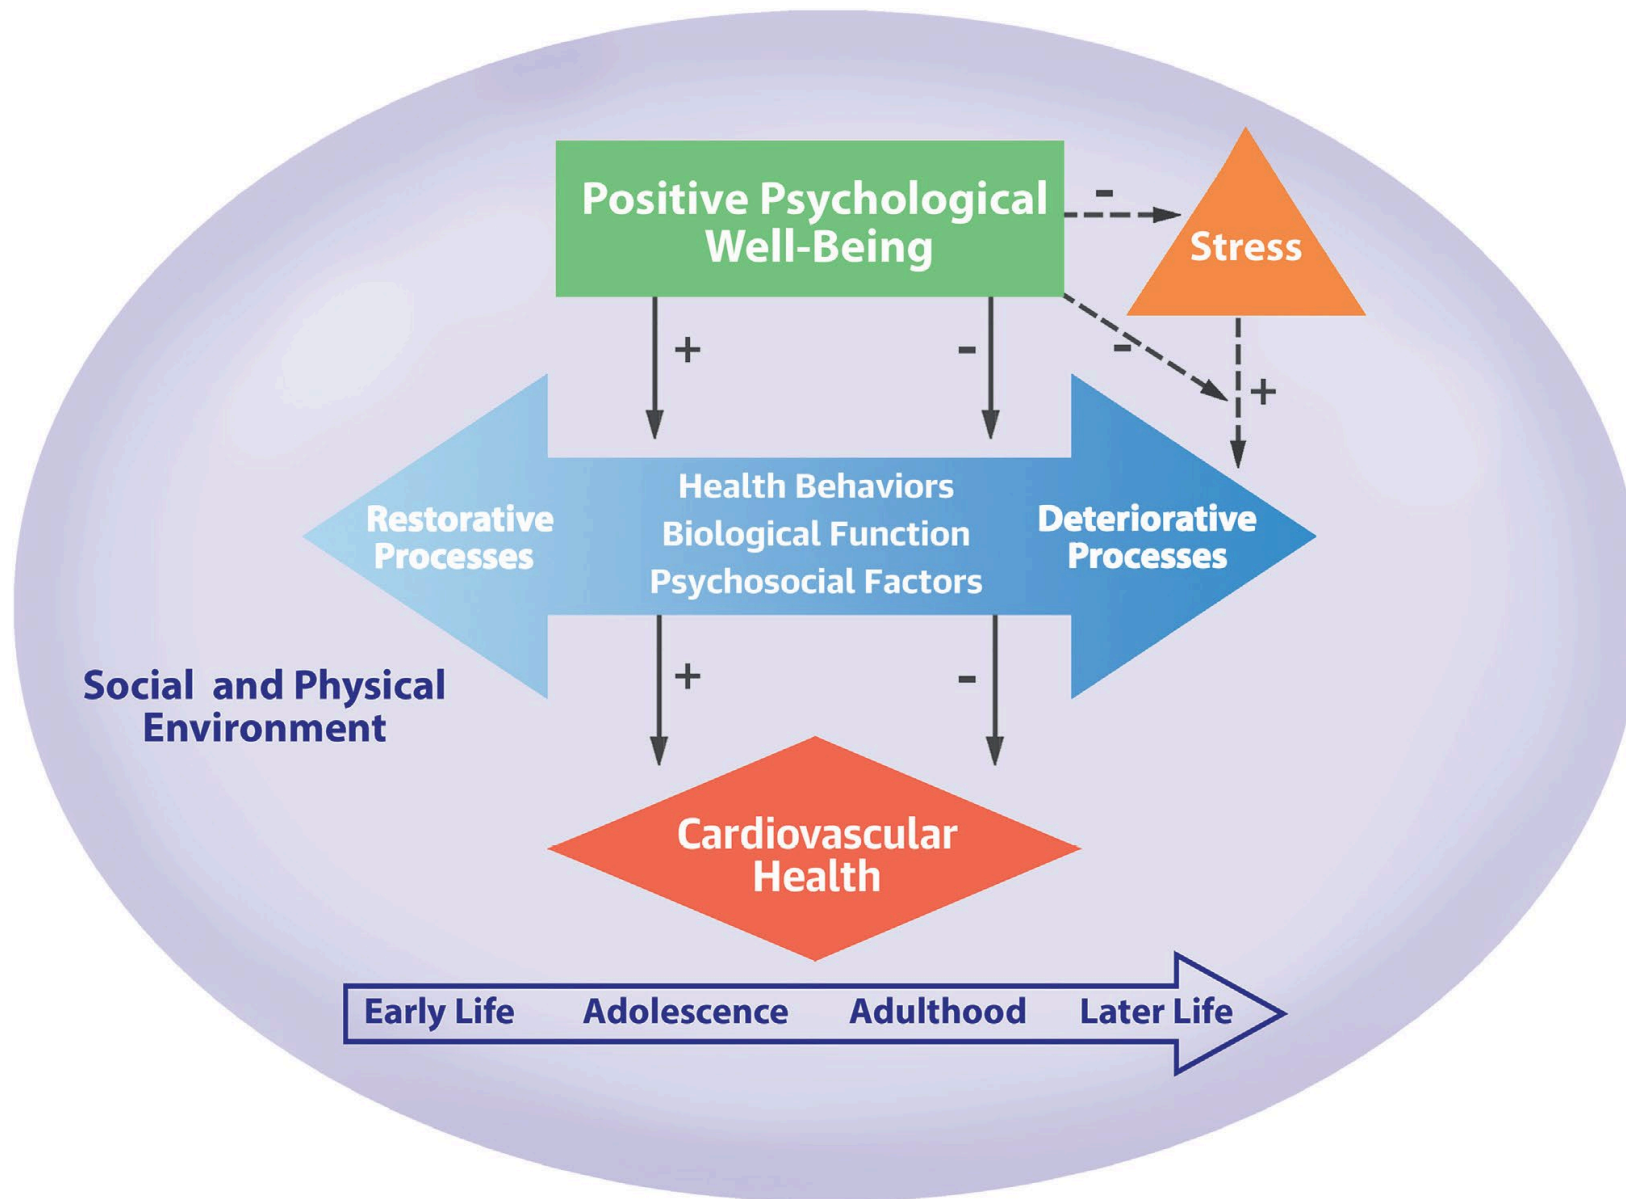 Positive Psychological
Well-Being
-
Stress
+
-
-
+
Restorative
Processes
Health Behaviors
Biological Function
Psychosocial Factors
Deteriorative
Processes
Social and Physical
Environment
+
-
Cardiovascular
Health
Early Life Adolescence Adulthood Later Life